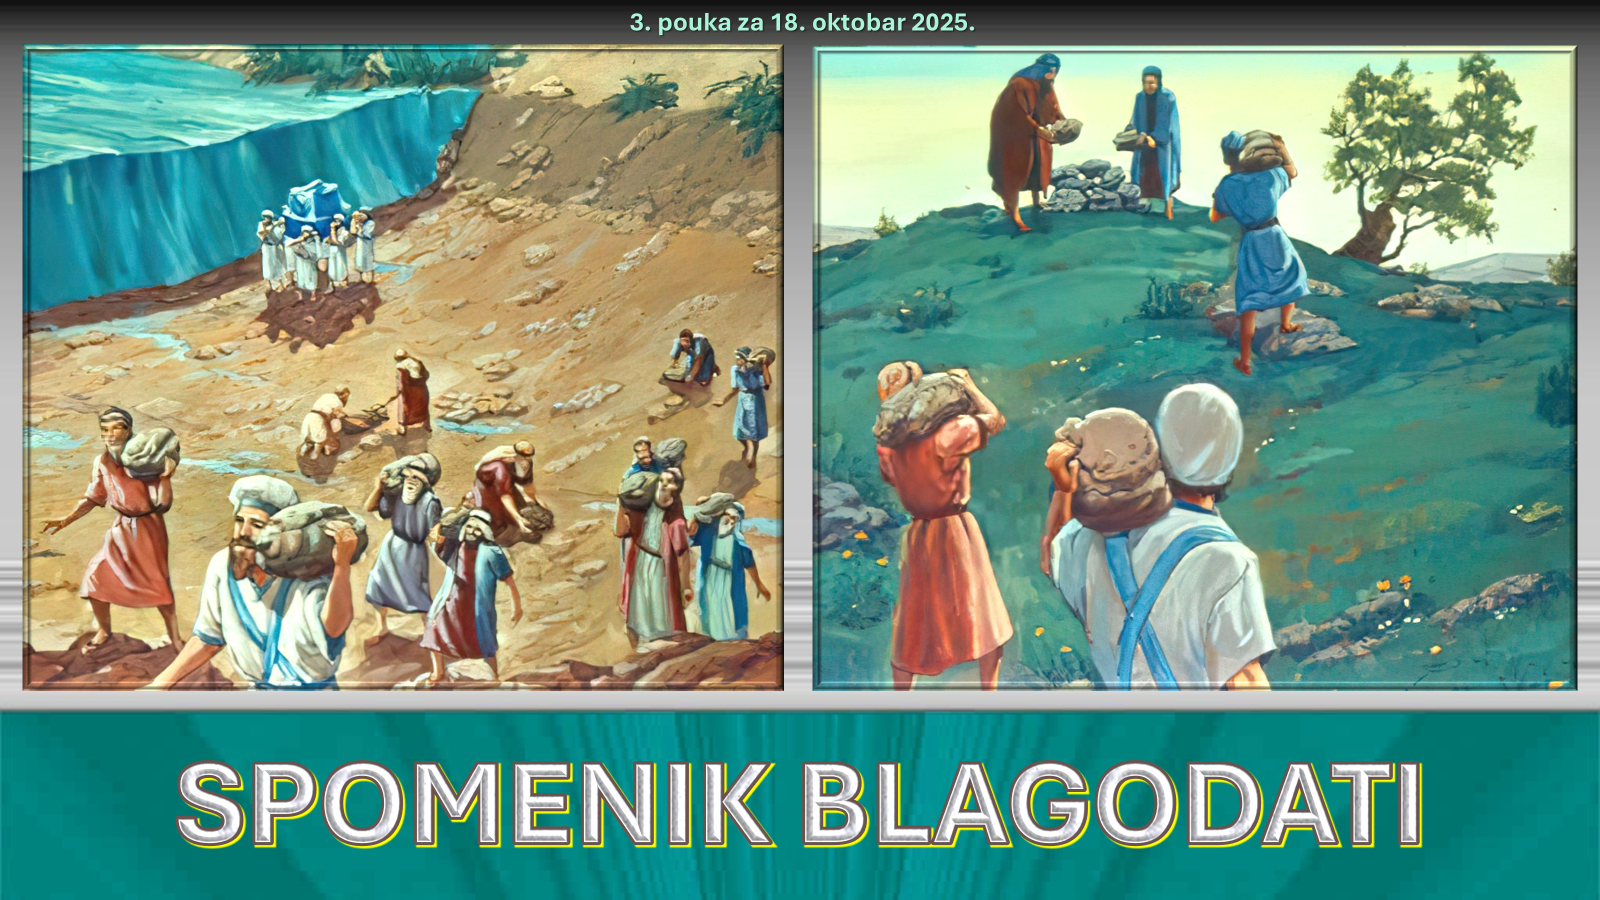 3. pouka za 18. oktobar 2025.
SPOMENIK BLAGODATI